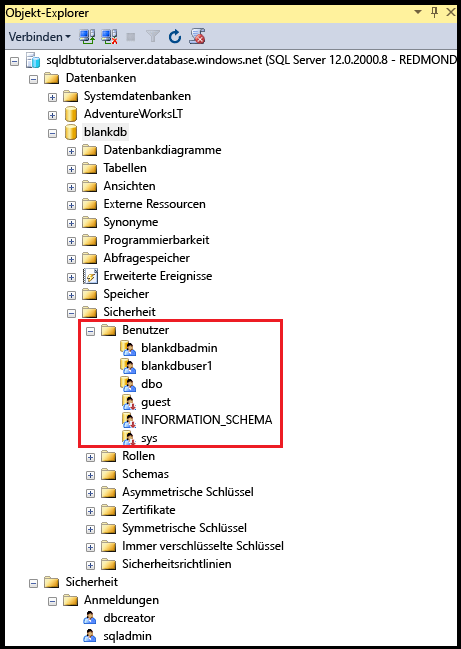 Objekt-Explorer
Verbinden
sqldbtutorialserver.database.windows.net (SQL Server 12.0.2000.8 - REDMOND
Datenbanken
Systemdatenbanken
AdventureWorksLT
blankdb
Datenbankdiagramme
Tabellen
Ansichten
Externe Ressourcen
Synonyme
Programmierbarkeit
Abfragespeicher
Erweiterte Ereignisse
Speicher
Sicherheit
Benutzer
blankdbadmin
blankdbuser1
dbo
guest
INFORMATION_SCHEMA
sys
Rollen
Schemas
Asymmetrische Schlüssel
Zertifikate
Symmetrische Schlüssel
Immer verschlüsselte Schlüssel
Sicherheitsrichtlinien
Sicherheit
Anmeldungen
dbcreator
sqladmin